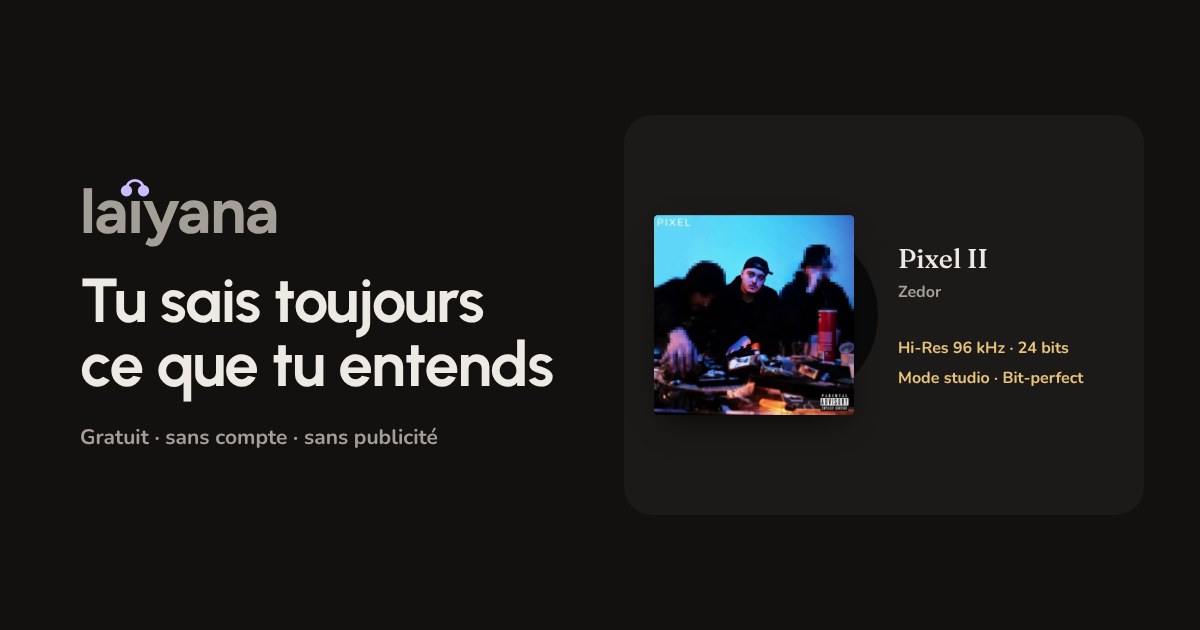 laïyana
Tu sais toujours
ce que tu entends
Gratuit · sans compte · sans publicité
PIXEL
PARENTAL
ADVISORY
EXPLICIT CONTENT
Pixel II
Zedor
Hi-Res 96 kHz · 24 bits
Mode studio · Bit-perfect